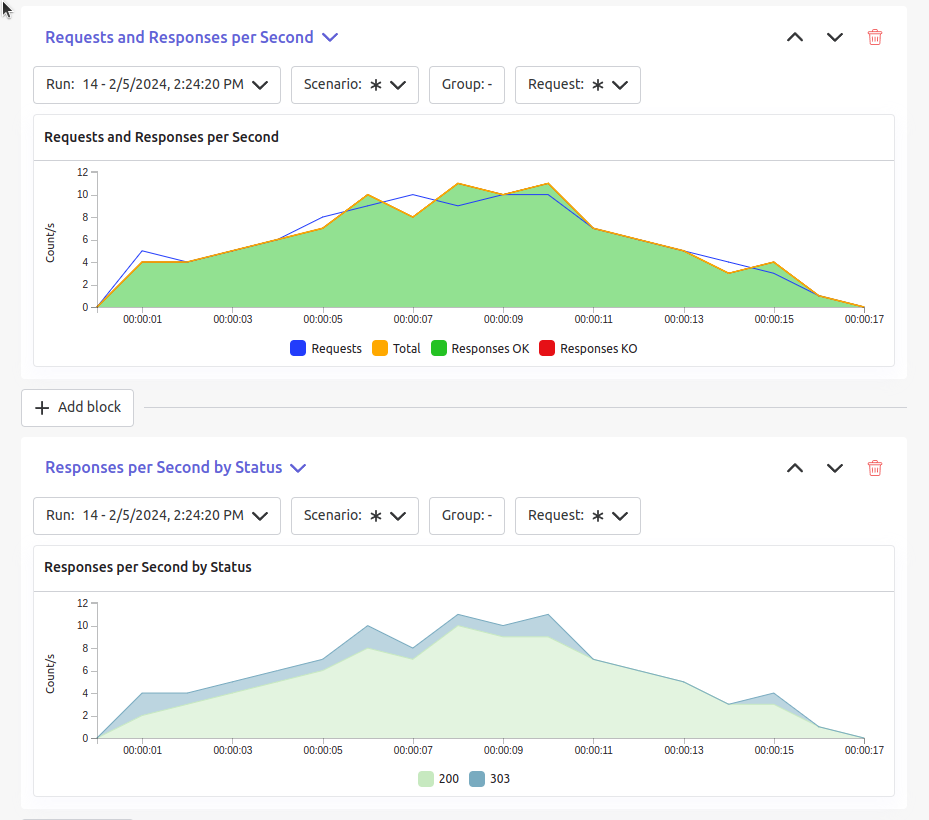 Requests and Responses per Second
Run: 14 - 2/5/2024, 2:24:20 PM Scenario: * Group: - Request: *
Requests and Responses per Second
12
10
8
6
4
2
0
Count/s
00:00:01 00:00:03 00:00:05 00:00:07 00:00:09 00:00:11 00:00:13 00:00:15 00:00:17
Requests Total Responses OK Responses KO
+ Add block
Responses per Second by Status
Run: 14 - 2/5/2024, 2:24:20 PM Scenario: * Group: - Request: *
Responses per Second by Status
12
10
8
6
4
2
0
Count/s
00:00:01 00:00:03 00:00:05 00:00:07 00:00:09 00:00:11 00:00:13 00:00:15 00:00:17
200 303